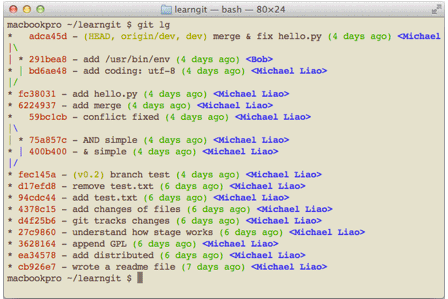 learngit — bash — 80×24
macbookpro ~/learngit $ git lg
*   adca45d - (HEAD, origin/dev, dev) merge & fix hello.py (4 days ago) <Michael
|\
| * 291bea8 - add /usr/bin/env (4 days ago) <Bob>
* | bd6ae48 - add coding: utf-8 (4 days ago) <Michael Liao>
|/
* fc38031 - add hello.py (4 days ago) <Michael Liao>
* 6224937 - add merge (4 days ago) <Michael Liao>
*   59bc1cb - conflict fixed (4 days ago) <Michael Liao>
|\
| * 75a857c - AND simple (4 days ago) <Michael Liao>
* | 400b400 - & simple (4 days ago) <Michael Liao>
|/
* fec145a - (v0.2) branch test (4 days ago) <Michael Liao>
* d17efd8 - remove test.txt (6 days ago) <Michael Liao>
* 94cdc44 - add test.txt (6 days ago) <Michael Liao>
* 4378c15 - add changes of files (6 days ago) <Michael Liao>
* d4f25b6 - git tracks changes (6 days ago) <Michael Liao>
* 27c9860 - understand how stage works (6 days ago) <Michael Liao>
* 3628164 - append GPL (6 days ago) <Michael Liao>
* ea34578 - add distributed (6 days ago) <Michael Liao>
* cb926e7 - wrote a readme file (7 days ago) <Michael Liao>
macbookpro ~/learngit $